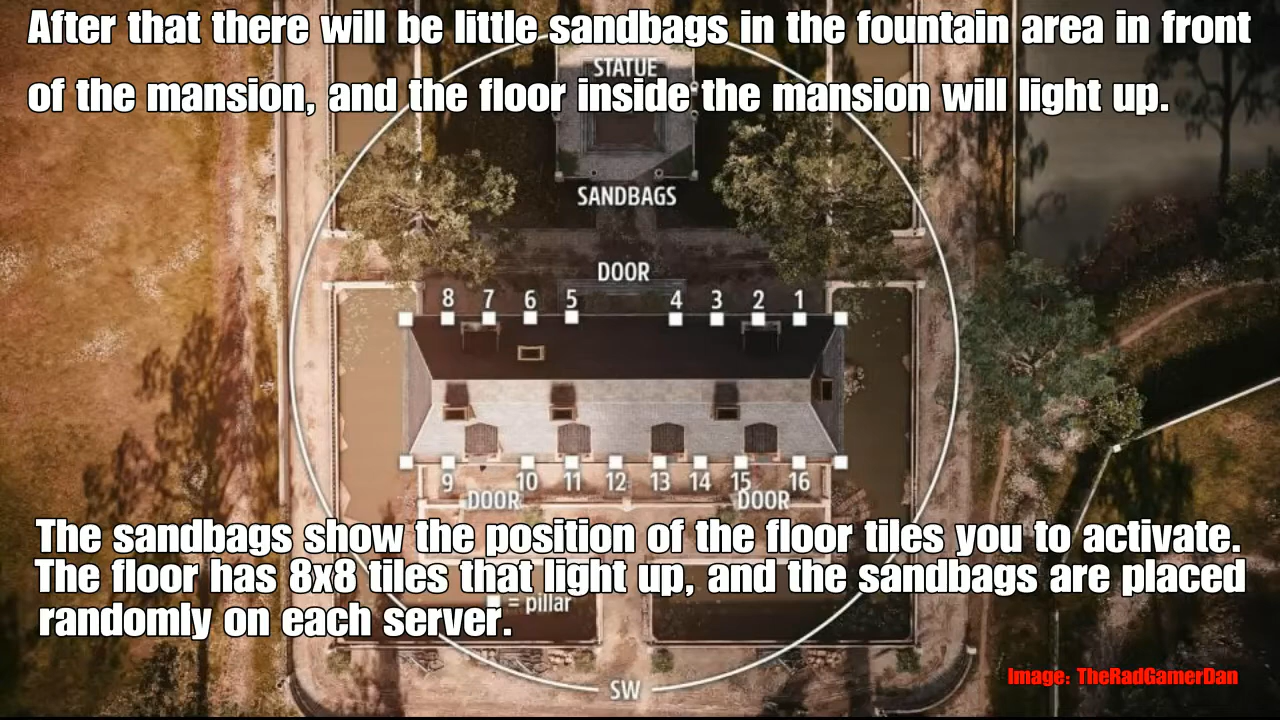 After that there will be little sandbags in the fountain area in front
STATUE
of the mansion, and the floor inside the mansion will light up.
SANDBAGS
DOOR
8 7 6 5 4 3 2 1
9 10 11 12 13 14 15 16
DOOR DOOR
The sandbags show the position of the floor tiles you to activate.
The floor has 8x8 tiles that light up, and the sandbags are placed
= pillar
randomly on each server.
Image: TheRadGamerDan
SW